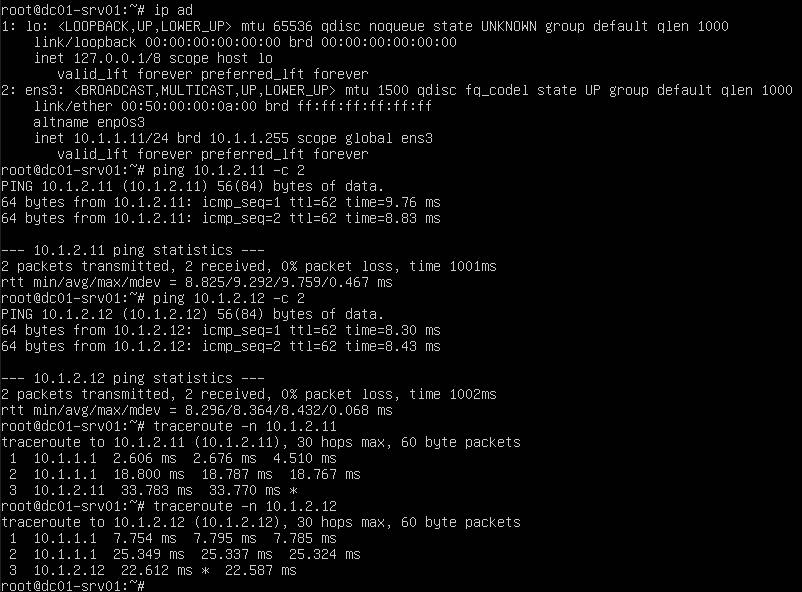 root@dc01-srv01:~# ip ad
1: lo: <LOOPBACK,UP,LOWER_UP> mtu 65536 qdisc noqueue state UNKNOWN group default qlen 1000
    link/loopback 00:00:00:00:00:00 brd 00:00:00:00:00:00
    inet 127.0.0.1/8 scope host lo
       valid_lft forever preferred_lft forever
2: ens3: <BROADCAST,MULTICAST,UP,LOWER_UP> mtu 1500 qdisc fq_codel state UP group default qlen 1000
    link/ether 00:50:00:00:0a:00 brd ff:ff:ff:ff:ff:ff
    altname enp0s3
    inet 10.1.1.11/24 brd 10.1.1.255 scope global ens3
       valid_lft forever preferred_lft forever
root@dc01-srv01:~# ping 10.1.2.11 -c 2
PING 10.1.2.11 (10.1.2.11) 56(84) bytes of data.
64 bytes from 10.1.2.11: icmp_seq=1 ttl=62 time=9.76 ms
64 bytes from 10.1.2.11: icmp_seq=2 ttl=62 time=8.83 ms

--- 10.1.2.11 ping statistics ---
2 packets transmitted, 2 received, 0% packet loss, time 1001ms
rtt min/avg/max/mdev = 8.825/9.292/9.759/0.467 ms
root@dc01-srv01:~# ping 10.1.2.12 -c 2
PING 10.1.2.12 (10.1.2.12) 56(84) bytes of data.
64 bytes from 10.1.2.12: icmp_seq=1 ttl=62 time=8.30 ms
64 bytes from 10.1.2.12: icmp_seq=2 ttl=62 time=8.43 ms

--- 10.1.2.12 ping statistics ---
2 packets transmitted, 2 received, 0% packet loss, time 1002ms
rtt min/avg/max/mdev = 8.296/8.364/8.432/0.068 ms
root@dc01-srv01:~# traceroute -n 10.1.2.11
traceroute to 10.1.2.11 (10.1.2.11), 30 hops max, 60 byte packets
 1  10.1.1.1  2.606 ms  2.676 ms  4.510 ms
 2  10.1.1.1  18.800 ms  18.787 ms  18.767 ms
 3  10.1.2.11  33.783 ms  33.770 ms *
root@dc01-srv01:~# traceroute -n 10.1.2.12
traceroute to 10.1.2.12 (10.1.2.12), 30 hops max, 60 byte packets
 1  10.1.1.1  7.754 ms  7.795 ms  7.785 ms
 2  10.1.1.1  25.349 ms  25.337 ms  25.324 ms
 3  10.1.2.12  22.612 ms *  22.587 ms
root@dc01-srv01:~#